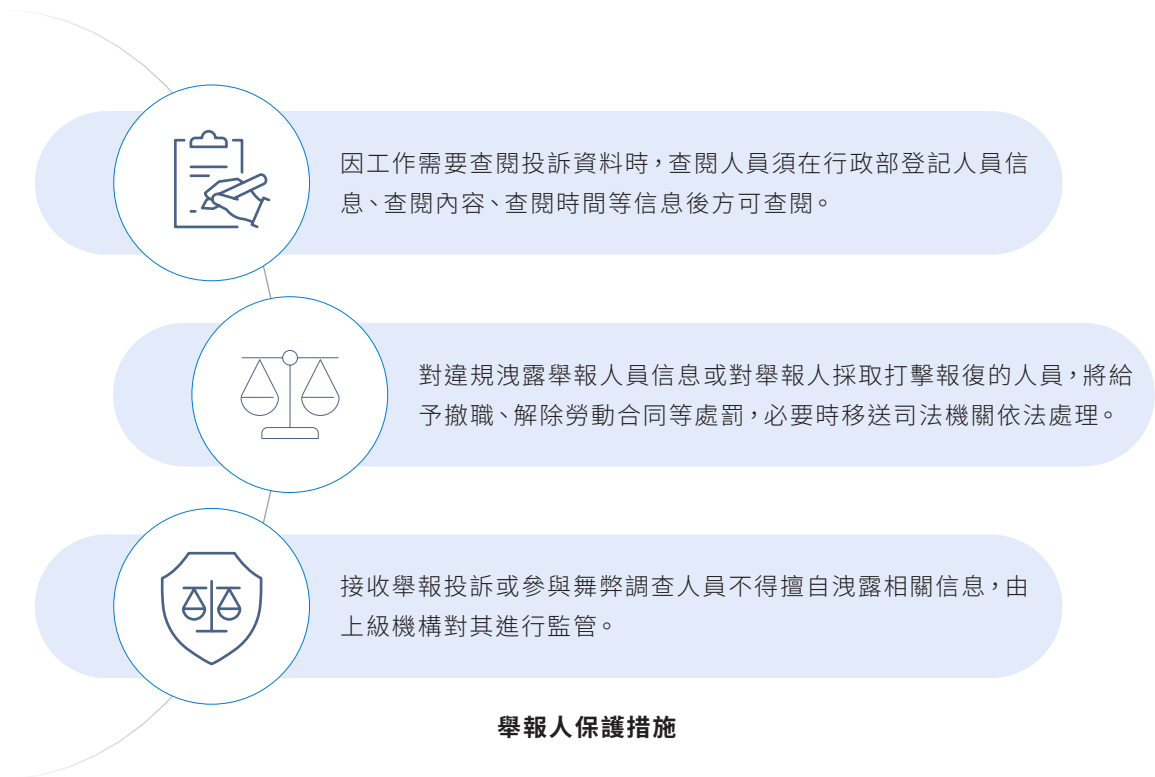 因工作需要查閱投訴資料時，查閱人員須在行政部登記人員信
息、查閱內容、查閱時間等信息後方可查閱。
對違規洩露舉報人員信息或對舉報人採取打擊報復的人員，將給
予撤職、解除勞動合同等處罰，必要時移送司法機關依法處理。
接收舉報投訴或參與舞弊調查人員不得擅自洩露相關信息，由
上級機構對其進行監管。
舉報人保護措施